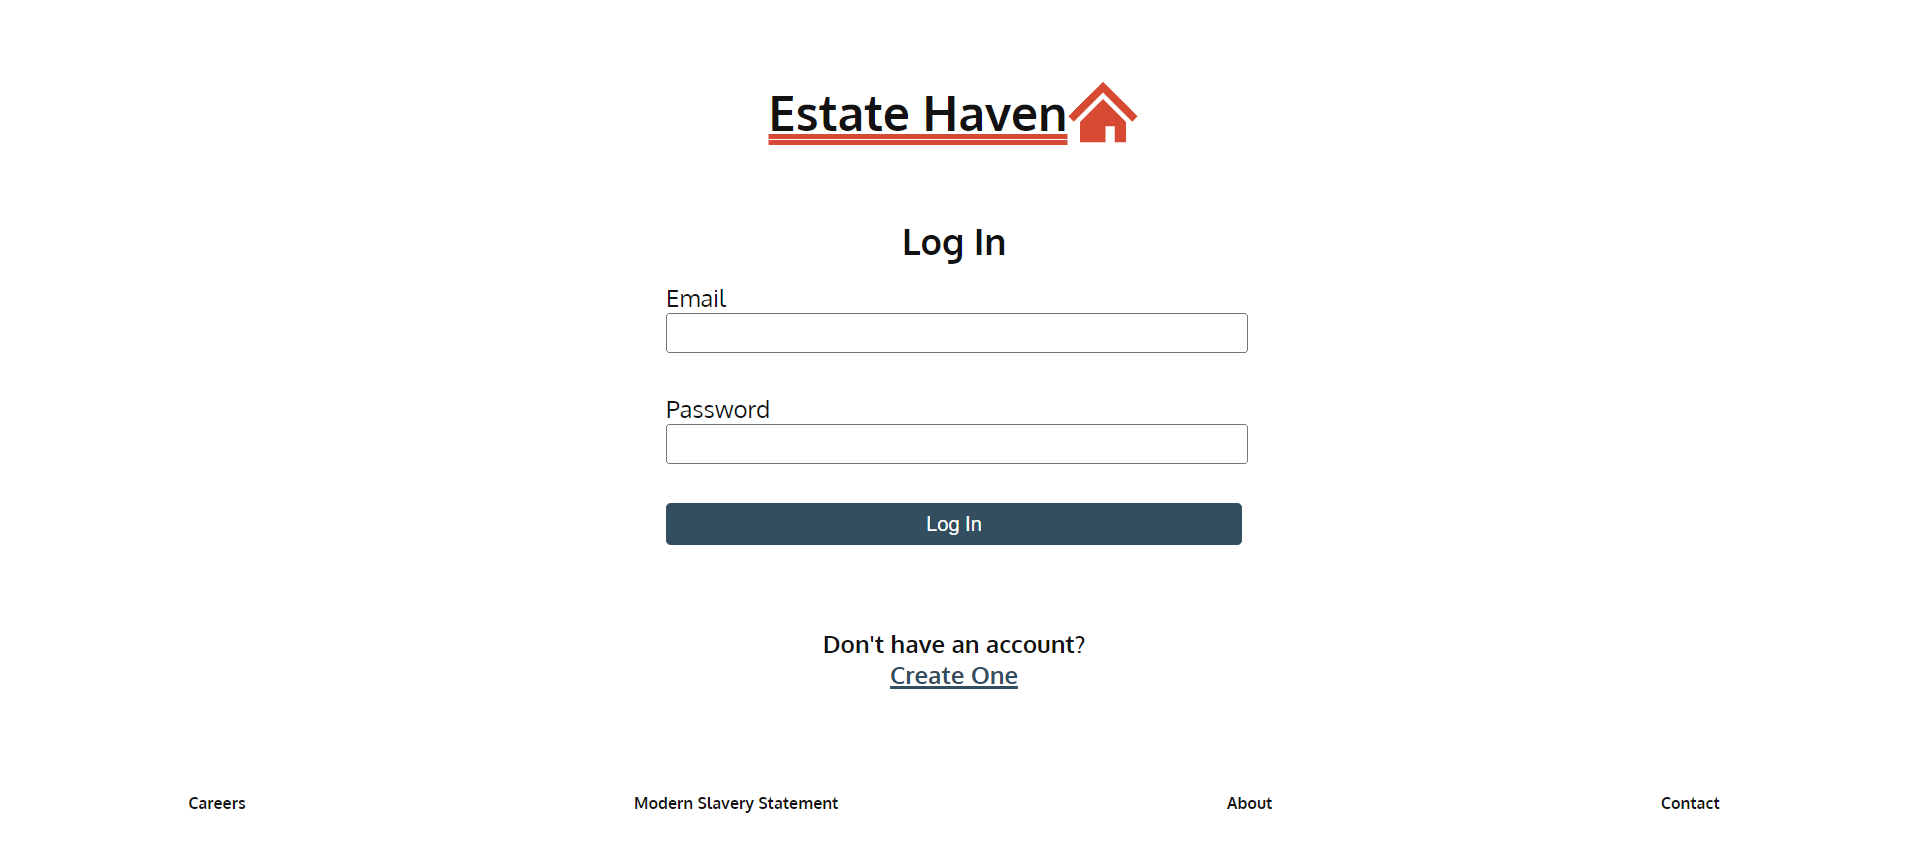 Estate Haven
Log In
Email
Password
Log In
Don't have an account?
Create One
Careers Modern Slavery Statement About Contact